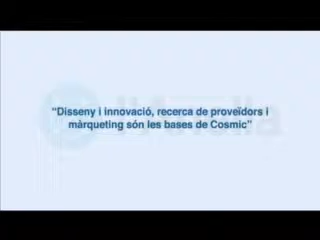 "Disseny i innovació, recerca de proveïdors i
màrqueting són les bases de Cosmic"